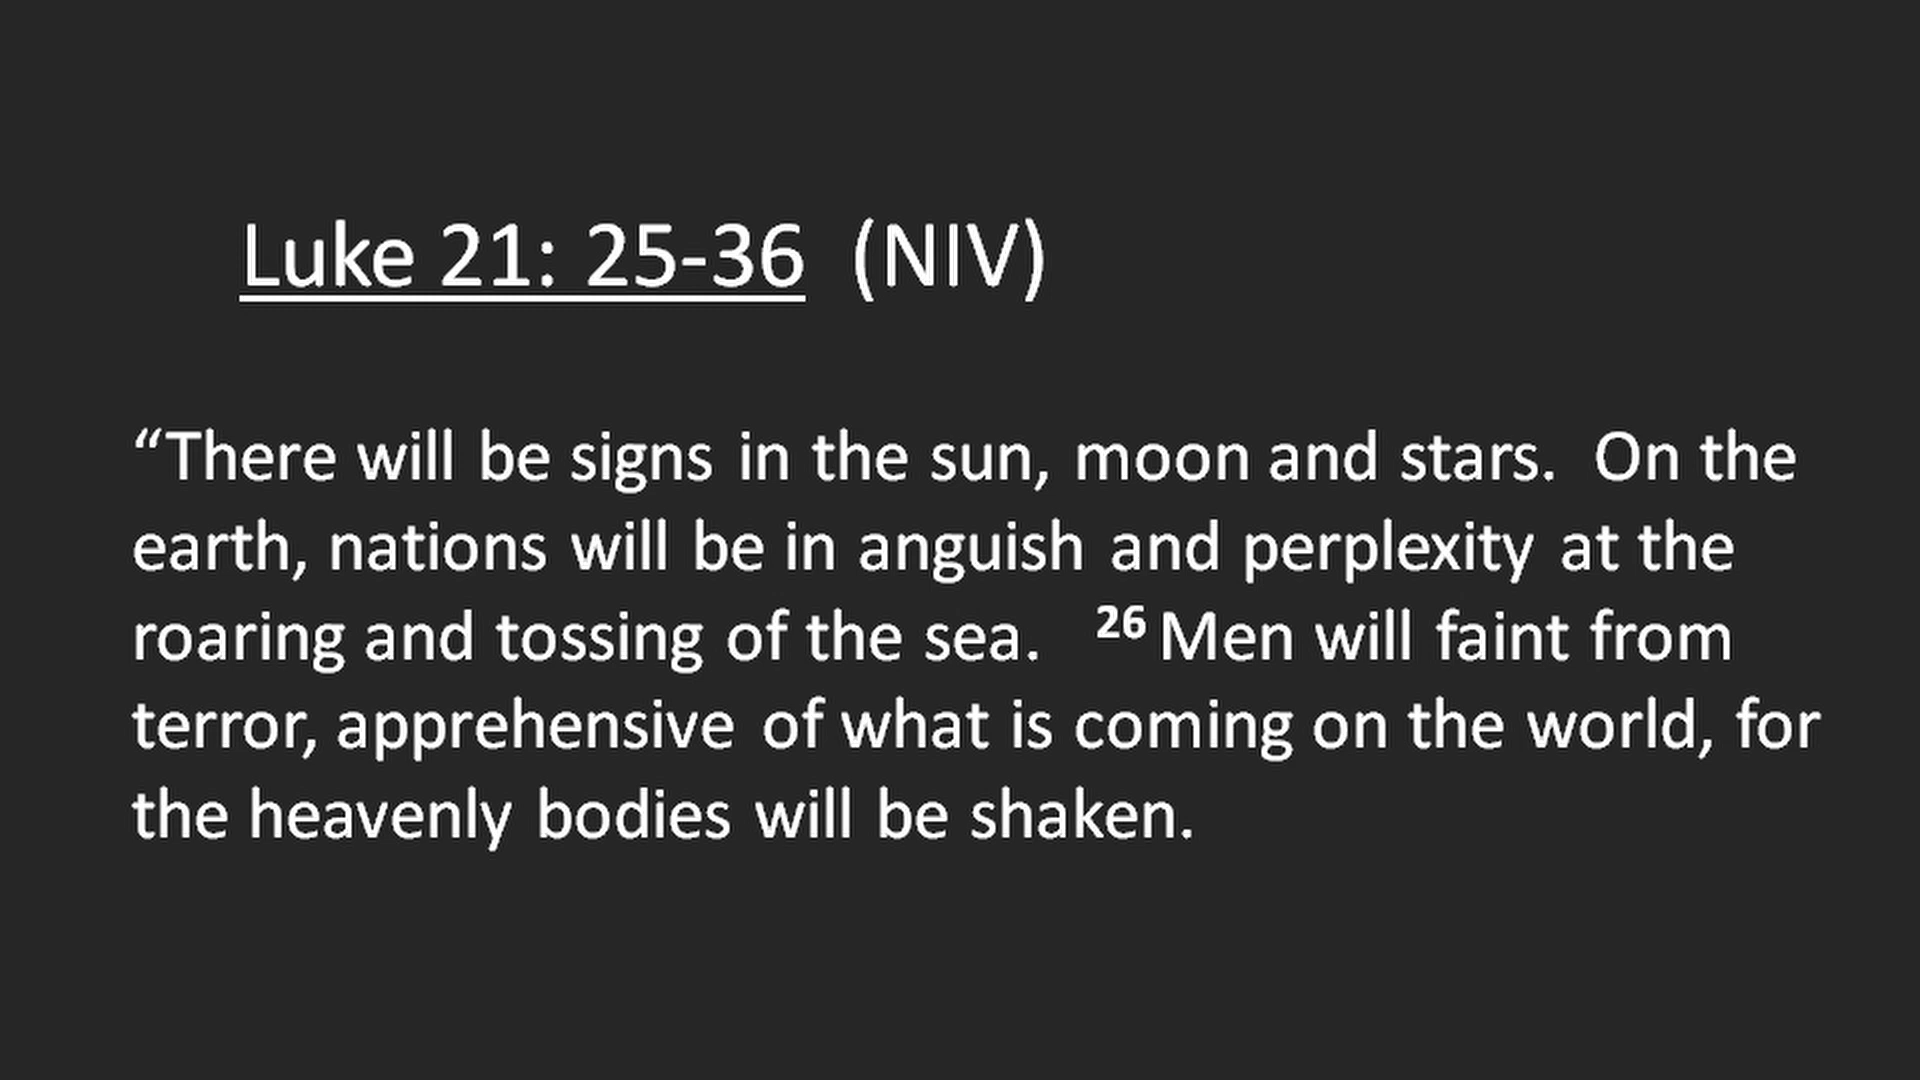 Luke 21: 25-36  (NIV)
“There will be signs in the sun, moon and stars.  On the
earth, nations will be in anguish and perplexity at the
roaring and tossing of the sea.   26 Men will faint from
terror, apprehensive of what is coming on the world, for
the heavenly bodies will be shaken.